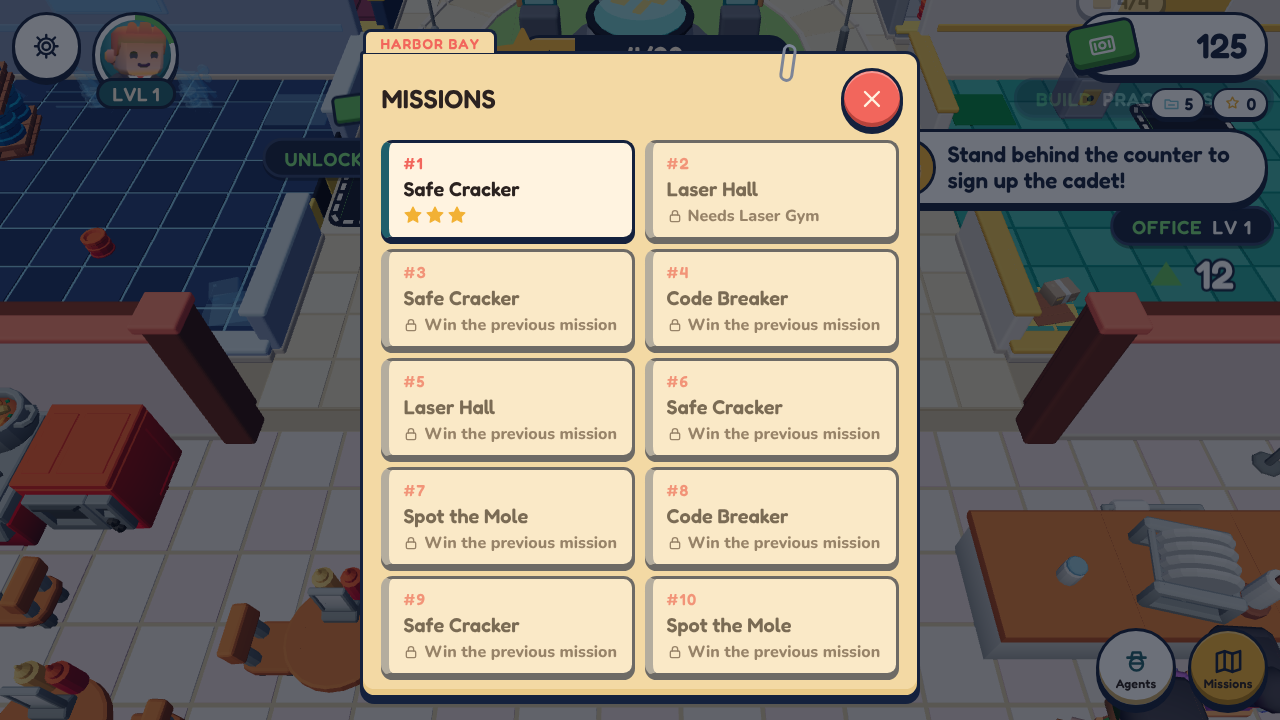 HARBOR BAY
MISSIONS
#1
Safe Cracker
#2
Laser Hall
Needs Laser Gym
#3
Safe Cracker
Win the previous mission
#4
Code Breaker
Win the previous mission
#5
Laser Hall
Win the previous mission
#6
Safe Cracker
Win the previous mission
#7
Spot the Mole
Win the previous mission
#8
Code Breaker
Win the previous mission
#9
Safe Cracker
Win the previous mission
#10
Spot the Mole
Win the previous mission
LVL 1
UNLOCK
4/4
125
BUILD
5
0
Stand behind the counter to
sign up the cadet!
OFFICE LV 1
12
Agents
Missions